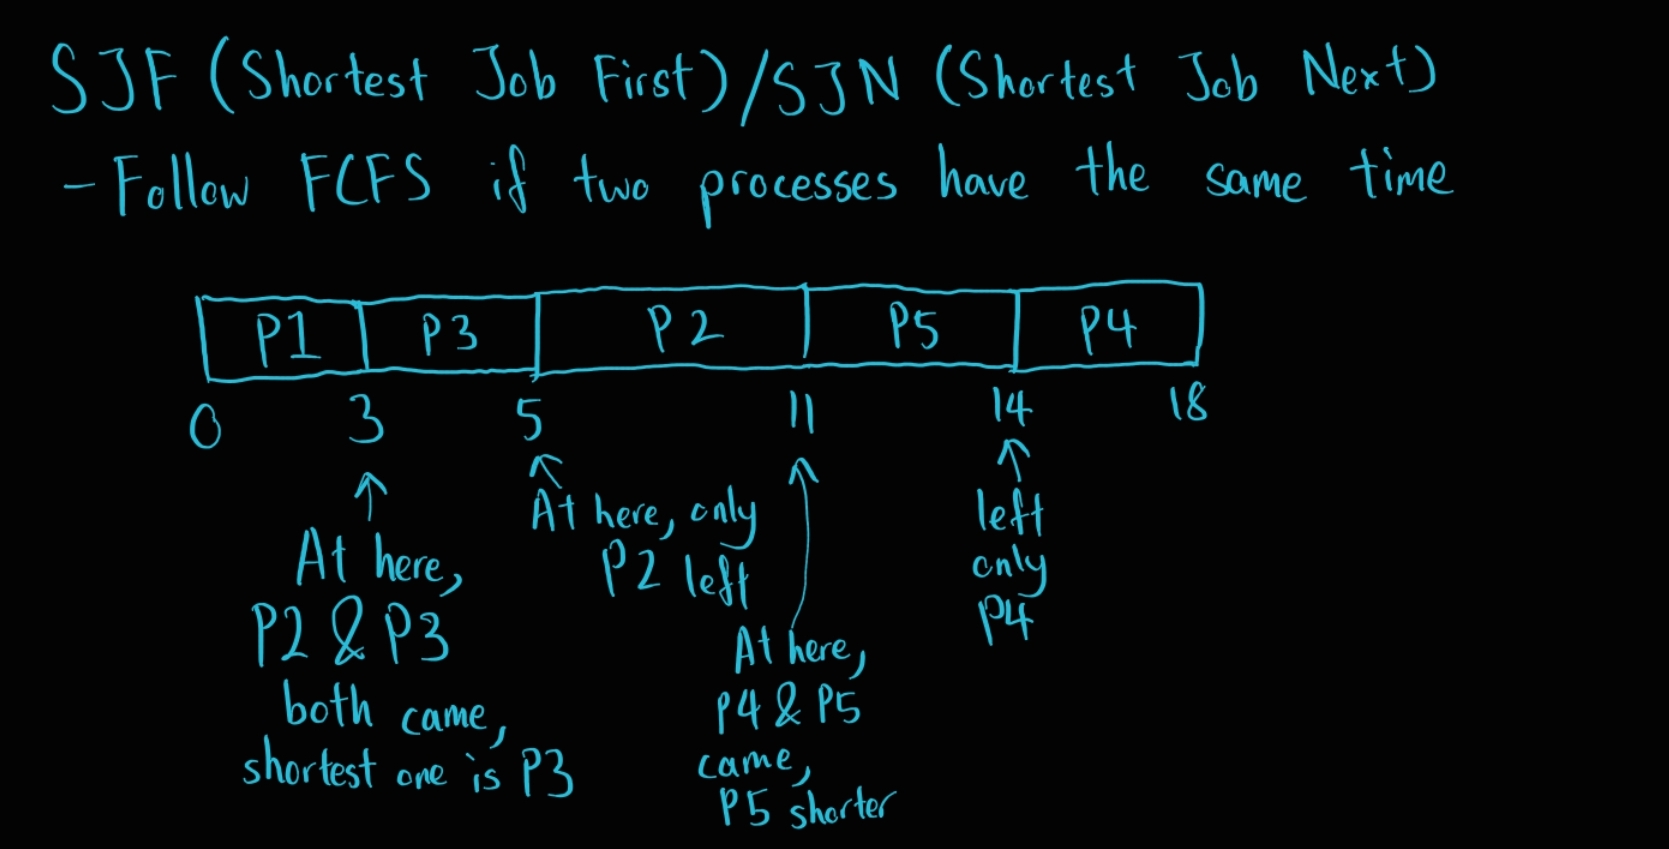 SJF (Shortest Job First)/SJN (Shortest Job Next)
- Follow FCFS if two processes have the same time
P1 P3 P2 P5 P4
0 3 5 11 14 18
At here,
P2 & P3
both came,
shortest one is P3
At here, only
P2 left
At here,
P4 & P5
came,
P5 shorter
left
only
P4